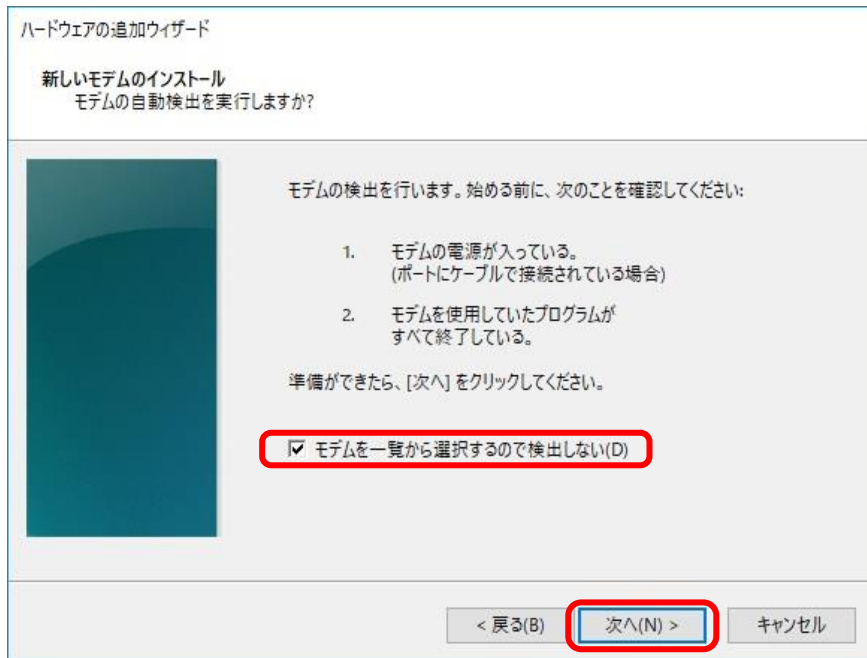 ハードウェアの追加ウィザード
新しいモデムのインストール
モデムの自動検出を実行しますか?
モデムの検出を行います。始める前に、次のことを確認してください:
1. モデムの電源が入っている。
(ポートにケーブルで接続されている場合)
2. モデムを使用していたプログラムが
すべて終了している。
準備ができたら、[次へ] をクリックしてください。
モデムを一覧から選択するので検出しない(D)
< 戻る(B) 次へ(N) > キャンセル